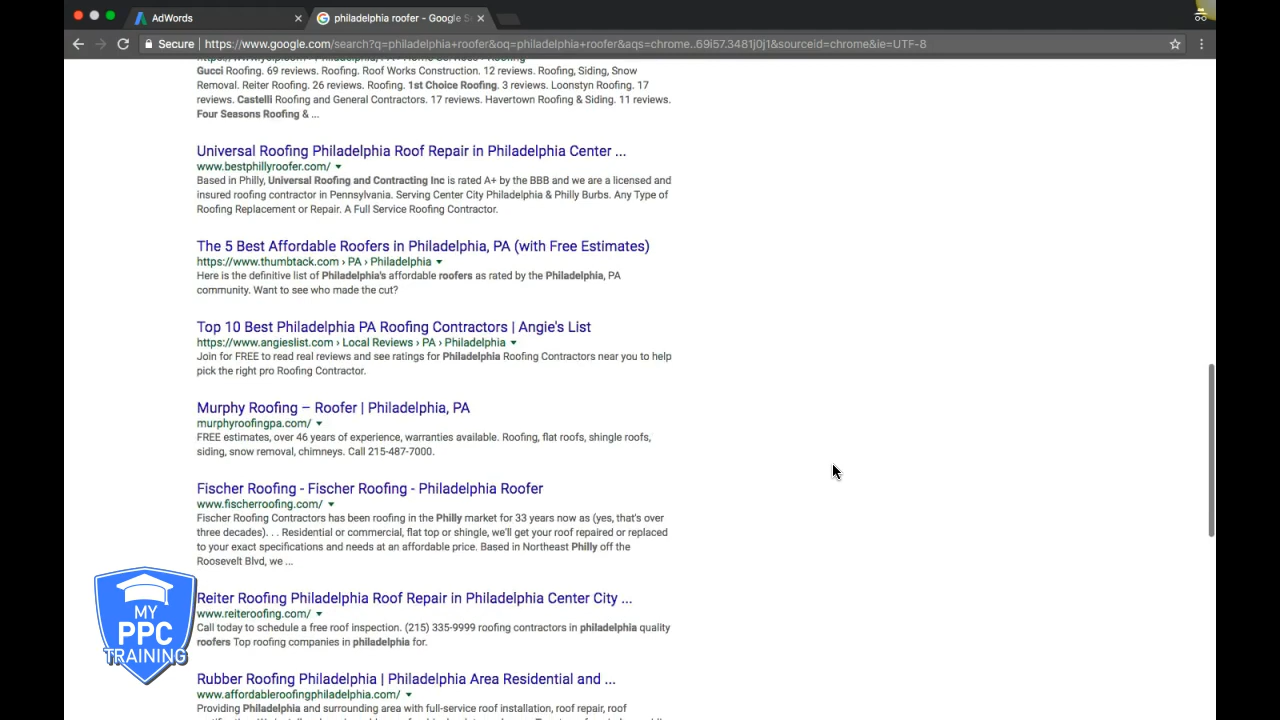 AdWords
philadelphia roofer - Google S
Secure https://www.google.com/search?q=philadelphia+roofer&oq=philadelphia+roofer&aqs=chrome..69i57.3481j0j1&sourceid=chrome&ie=UTF-8
Gucci Roofing. 69 reviews. Roofing. Roof Works Construction. 12 reviews. Roofing, Siding, Snow
Removal. Reiter Roofing. 26 reviews. Roofing. 1st Choice Roofing. 3 reviews. Loonstyn Roofing. 17
reviews. Castelli Roofing and General Contractors. 17 reviews. Havertown Roofing & Siding. 11 reviews.
Four Seasons Roofing & ...
Universal Roofing Philadelphia Roof Repair in Philadelphia Center ...
www.bestphillyroofer.com/
Based in Philly, Universal Roofing and Contracting Inc is rated A+ by the BBB and we are a licensed and
insured roofing contractor in Pennsylvania. Serving Center City Philadelphia & Philly Burbs. Any Type of
Roofing Replacement or Repair. A Full Service Roofing Contractor.
The 5 Best Affordable Roofers in Philadelphia, PA (with Free Estimates)
https://www.thumbtack.com › PA › Philadelphia
Here is the definitive list of Philadelphia's affordable roofers as rated by the Philadelphia, PA
community. Want to see who made the cut?
Top 10 Best Philadelphia PA Roofing Contractors | Angie's List
https://www.angieslist.com › Local Reviews › PA › Philadelphia
Join for FREE to read real reviews and see ratings for Philadelphia Roofing Contractors near you to help
pick the right pro Roofing Contractor.
Murphy Roofing – Roofer | Philadelphia, PA
murphyroofingpa.com/
FREE estimates, over 46 years of experience, warranties available. Roofing, flat roofs, shingle roofs,
siding, snow removal, chimneys. Call 215-487-7000.
Fischer Roofing - Fischer Roofing - Philadelphia Roofer
www.fischerroofing.com/
Fischer Roofing Contractors has been roofing in the Philly market for 33 years now as (yes, that's over
three decades). . . Residential or commercial, flat top or shingle, we'll get your roof repaired or replaced
to your exact specifications and needs at an affordable price. Based in Northeast Philly off the
Roosevelt Blvd, we ...
Reiter Roofing Philadelphia Roof Repair in Philadelphia Center City ...
www.reiteroofing.com/
Call today to schedule a free roof inspection. (215) 335-9999 roofing contractors in philadelphia quality
roofers Top roofing companies in philadelphia for.
Rubber Roofing Philadelphia | Philadelphia Area Residential and ...
www.affordableroofingphiladelphia.com/
Providing Philadelphia and surrounding area with full-service roof installation, roof repair, roof
MY
PPC
TRAINING